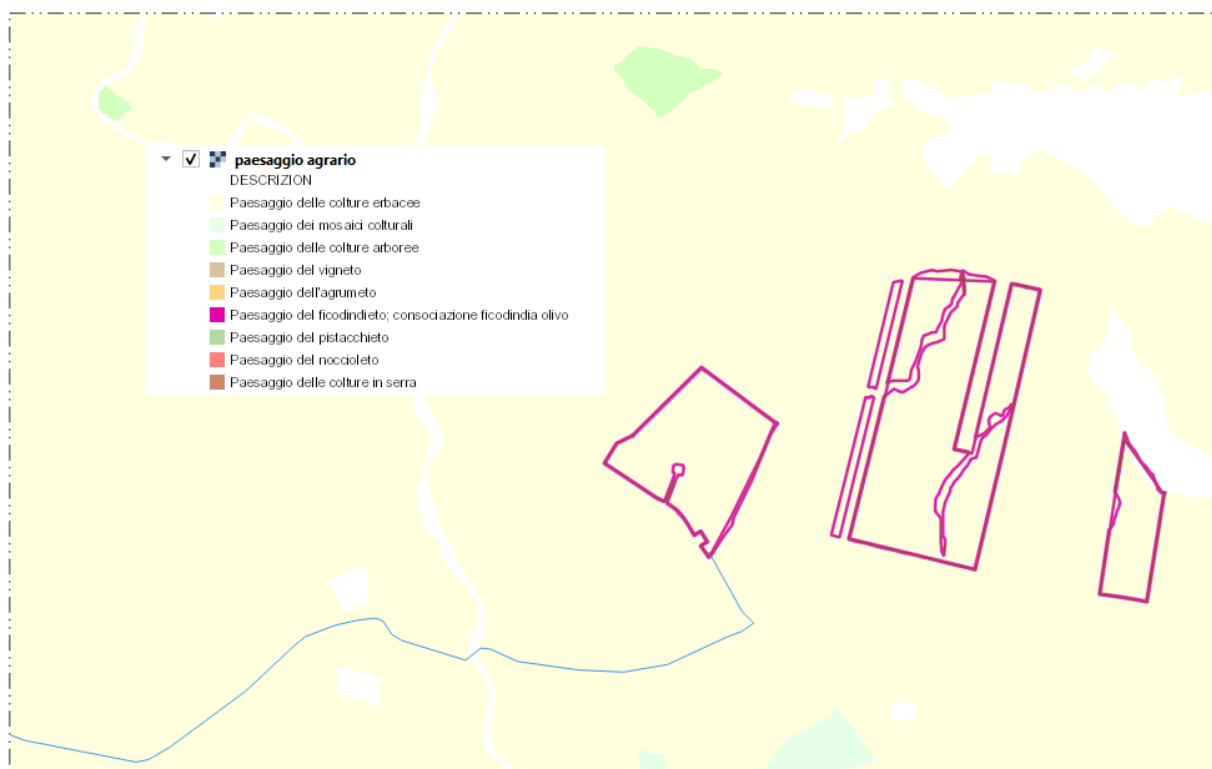 paesaggio agrario
DESCRIZION
Paesaggio delle colture erbacee
Paesaggio dei mosaici colturali
Paesaggio delle colture arboree
Paesaggio del vigneto
Paesaggio dell'agrumeto
Paesaggio del ficodindieto; consociazione ficodindia olivo
Paesaggio del pistacchieto
Paesaggio del noccioleto
Paesaggio delle colture in serra